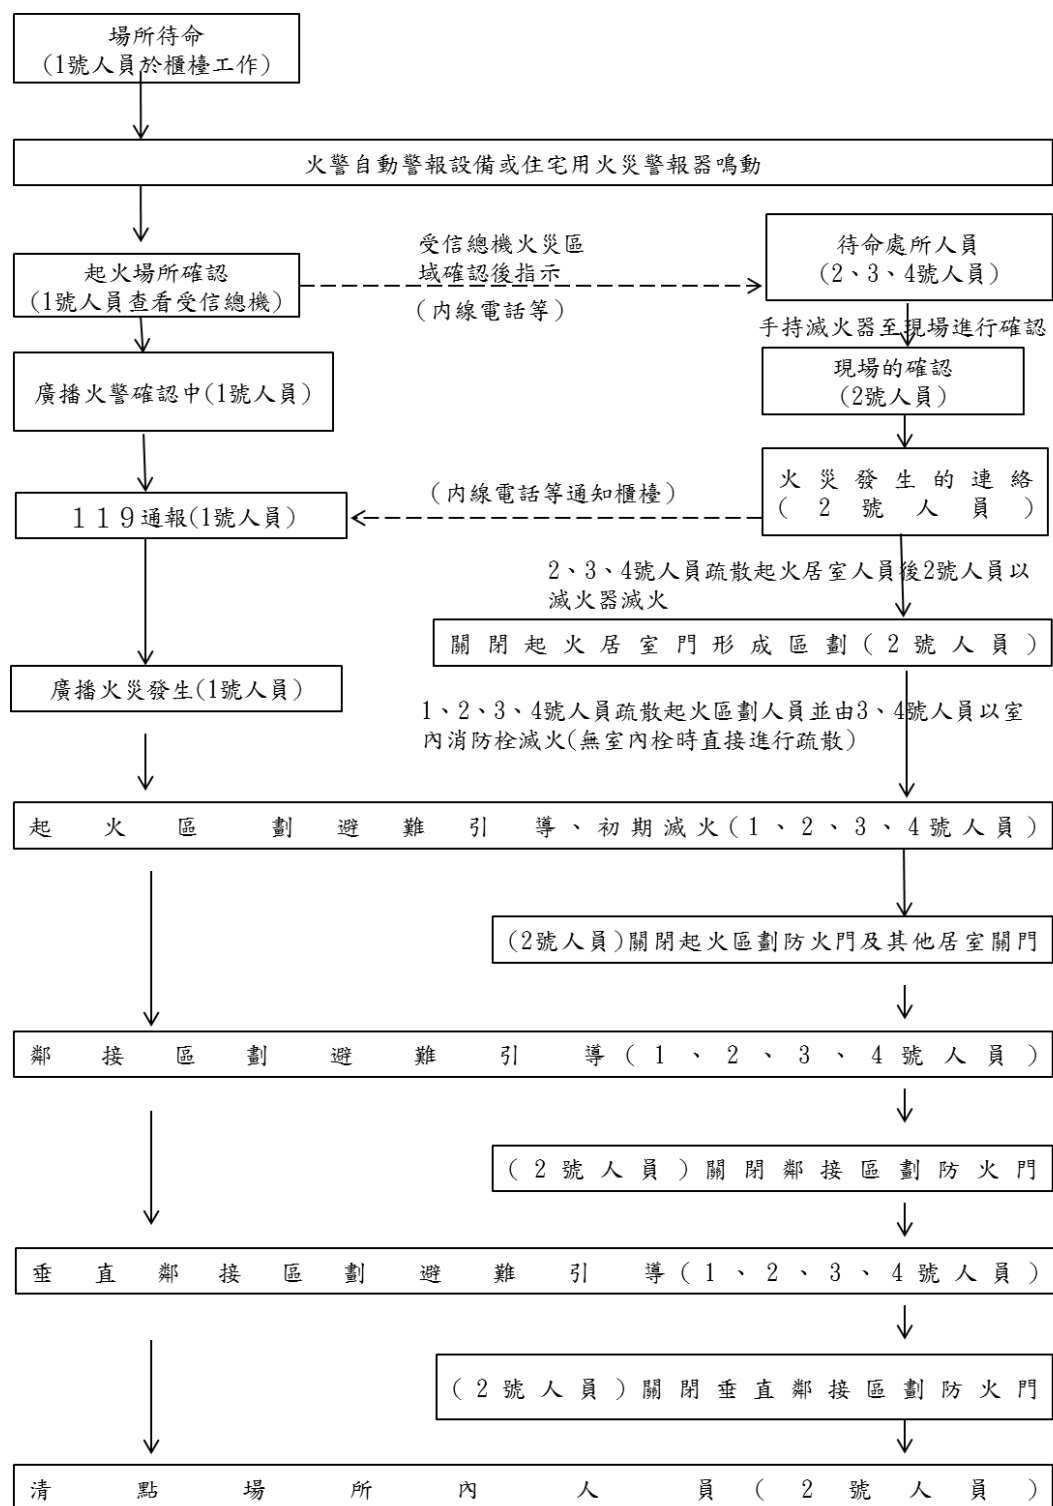 場所待命
(1號人員於櫃檯工作)
火警自動警報設備或住宅用火災警報器鳴動
起火場所確認
(1號人員查看受信總機)
受信總機火災區
域確認後指示
(內線電話等)
待命處所人員
(2、3、4號人員)
手持滅火器至現場進行確認
廣播火警確認中(1號人員)
現場的確認
(2號人員)
火災發生的連絡
(2號人員)
(內線電話等通知櫃檯)
119通報(1號人員)
2、3、4號人員疏散起火居室人員後2號人員以
滅火器滅火
關閉起火居室門形成區劃(2號人員)
廣播火災發生(1號人員)
1、2、3、4號人員疏散起火區劃人員並由3、4號人員以室
內消防栓滅火(無室內栓時直接進行疏散)
起火區劃避難引導、初期滅火(1、2、3、4號人員)
(2號人員)關閉起火區劃防火門及其他居室關門
鄰接區劃避難引導(1、2、3、4號人員)
(2號人員)關閉鄰接區劃防火門
垂直鄰接區劃避難引導(1、2、3、4號人員)
(2號人員)關閉垂直鄰接區劃防火門
清點場所內人員(2號人員)